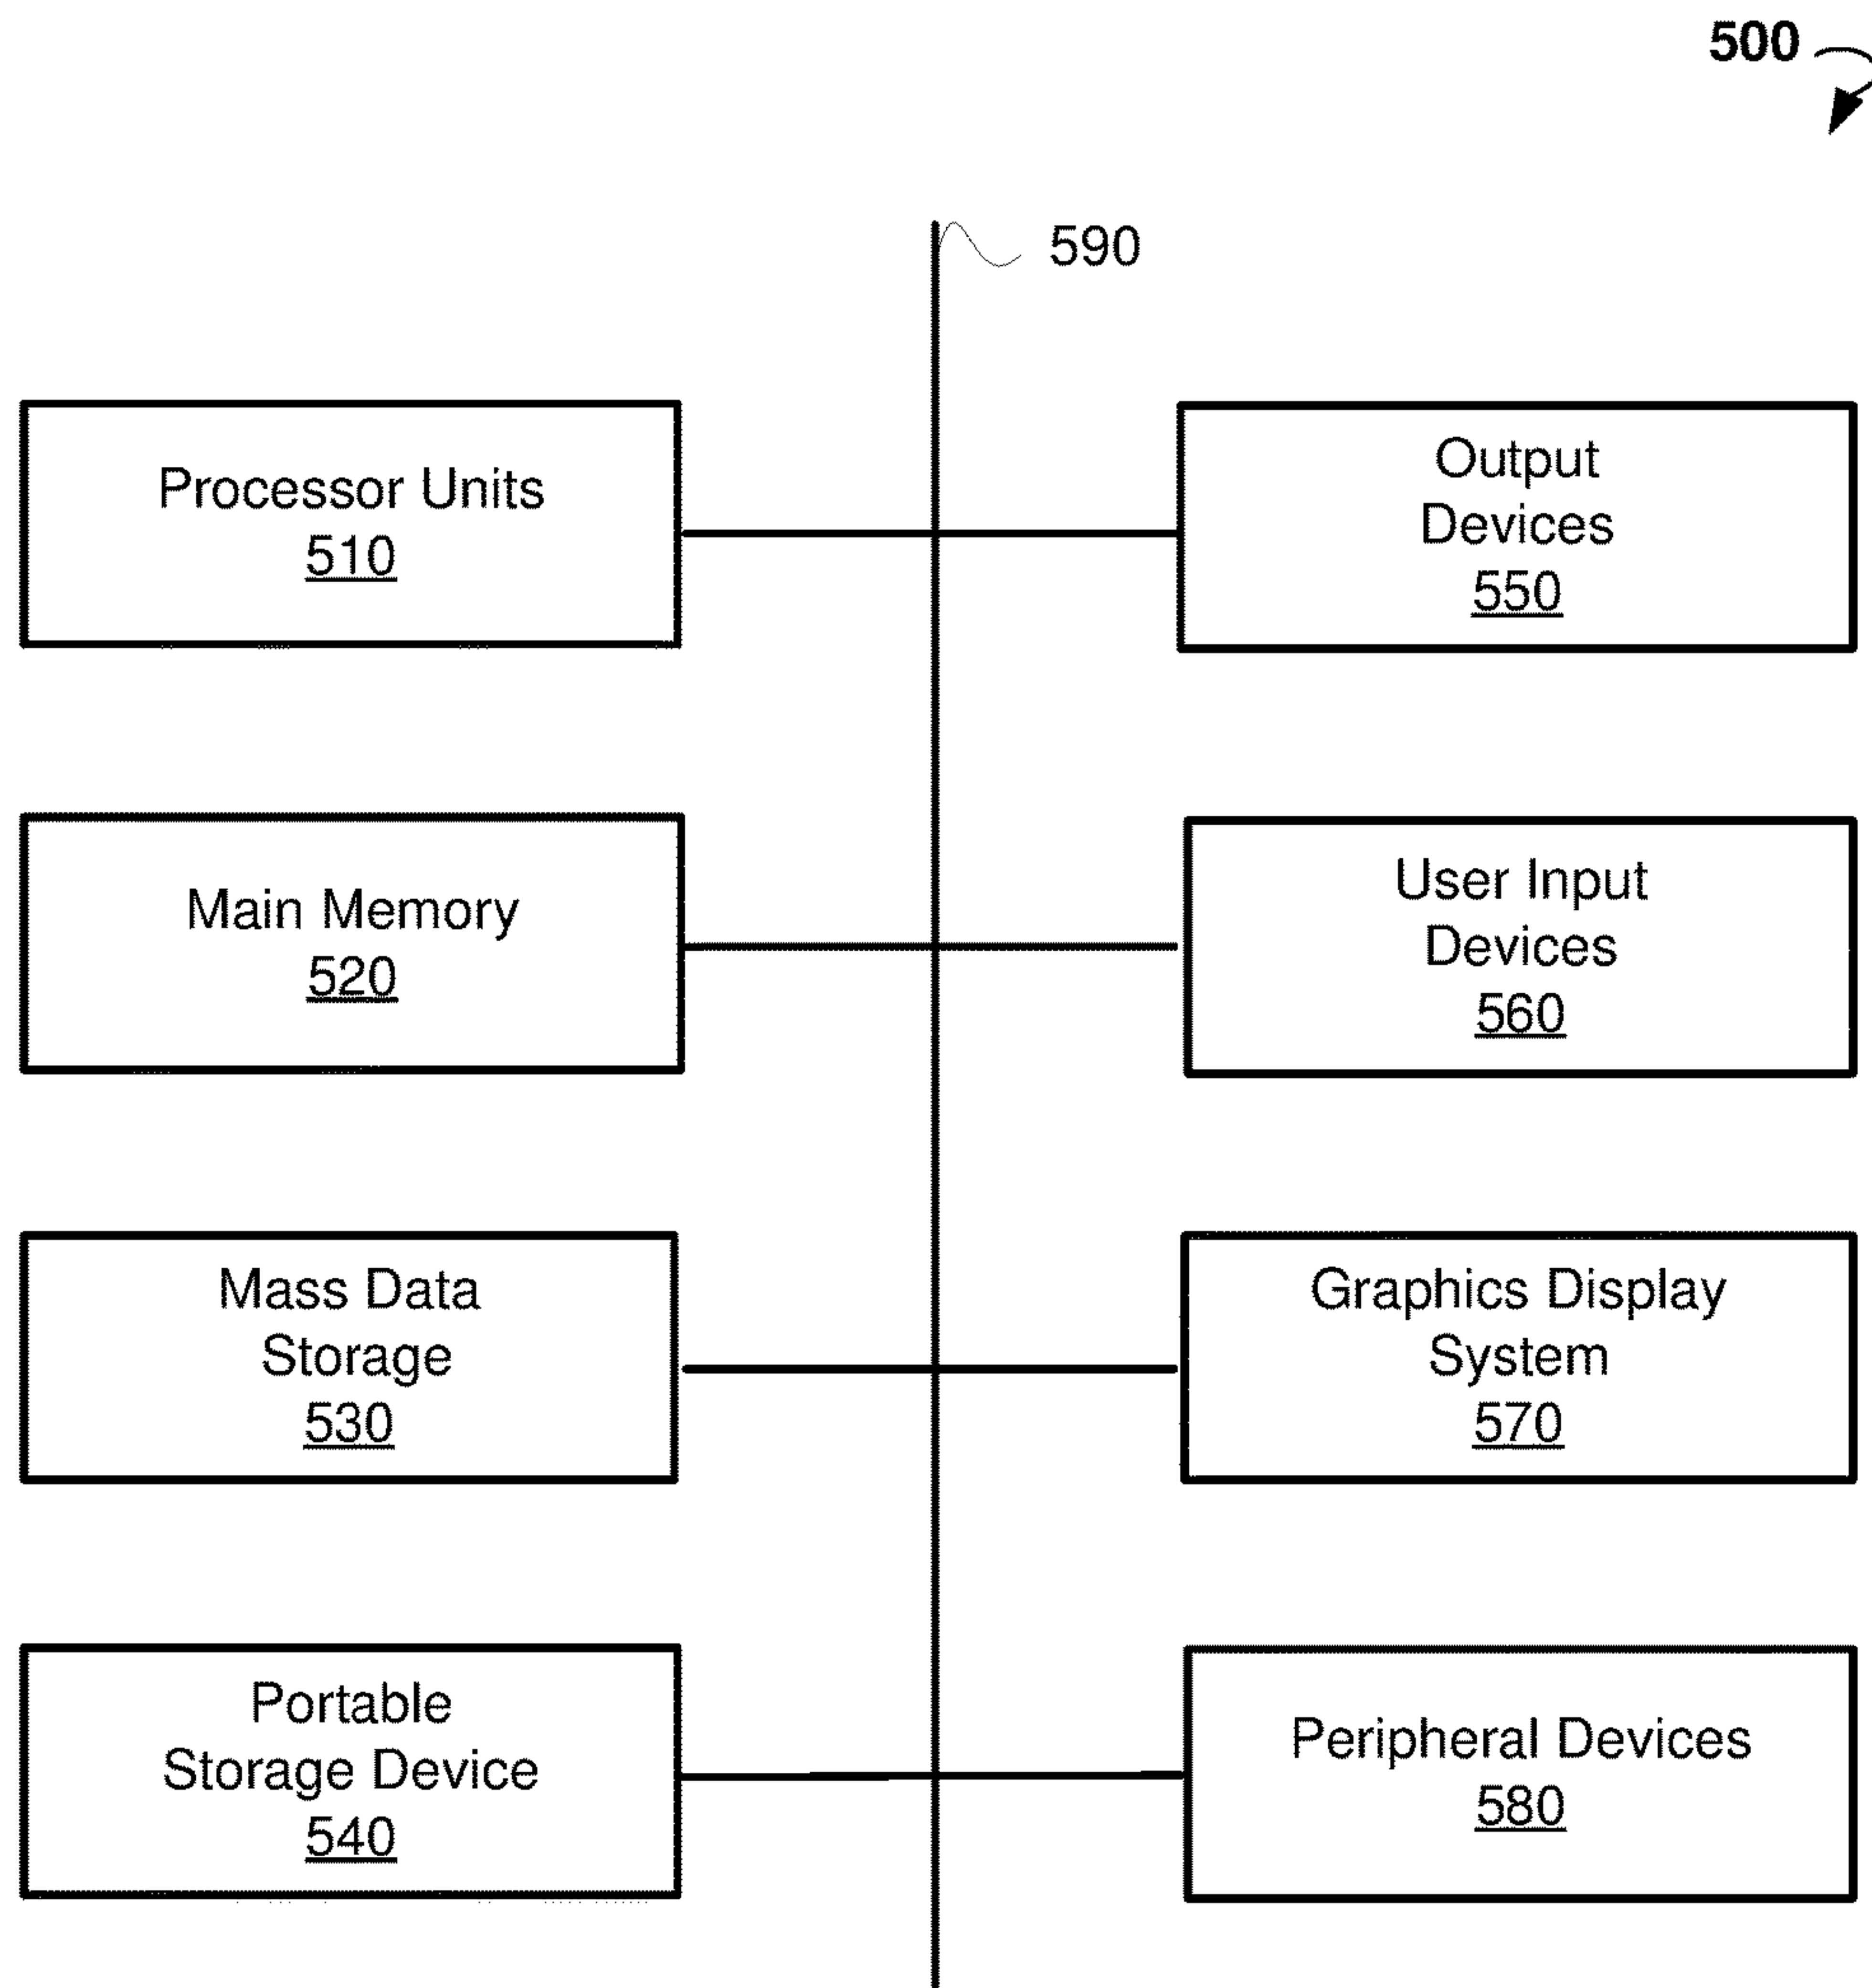 500
590
Processor Units
510
Output
Devices
550
Main Memory
520
User Input
Devices
560
Mass Data
Storage
530
Graphics Display
System
570
Portable
Storage Device
540
Peripheral Devices
580